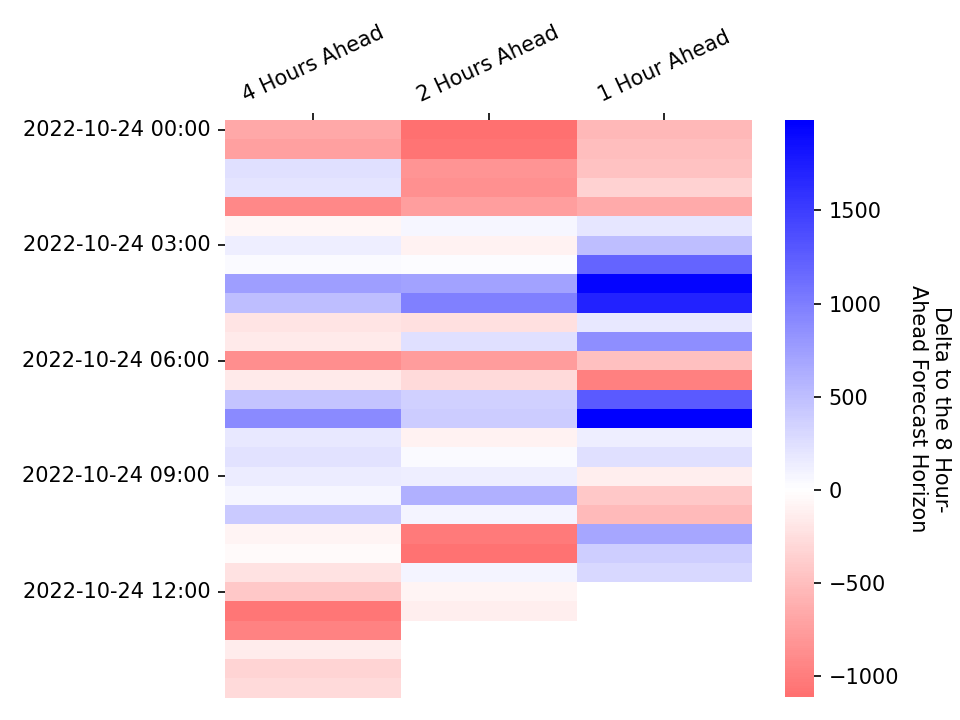 4 Hours Ahead
2 Hours Ahead
1 Hour Ahead
2022-10-24 00:00
2022-10-24 03:00
2022-10-24 06:00
2022-10-24 09:00
2022-10-24 12:00
1500
1000
500
0
−500
−1000
Delta to the 8 Hour-
Ahead Forecast Horizon